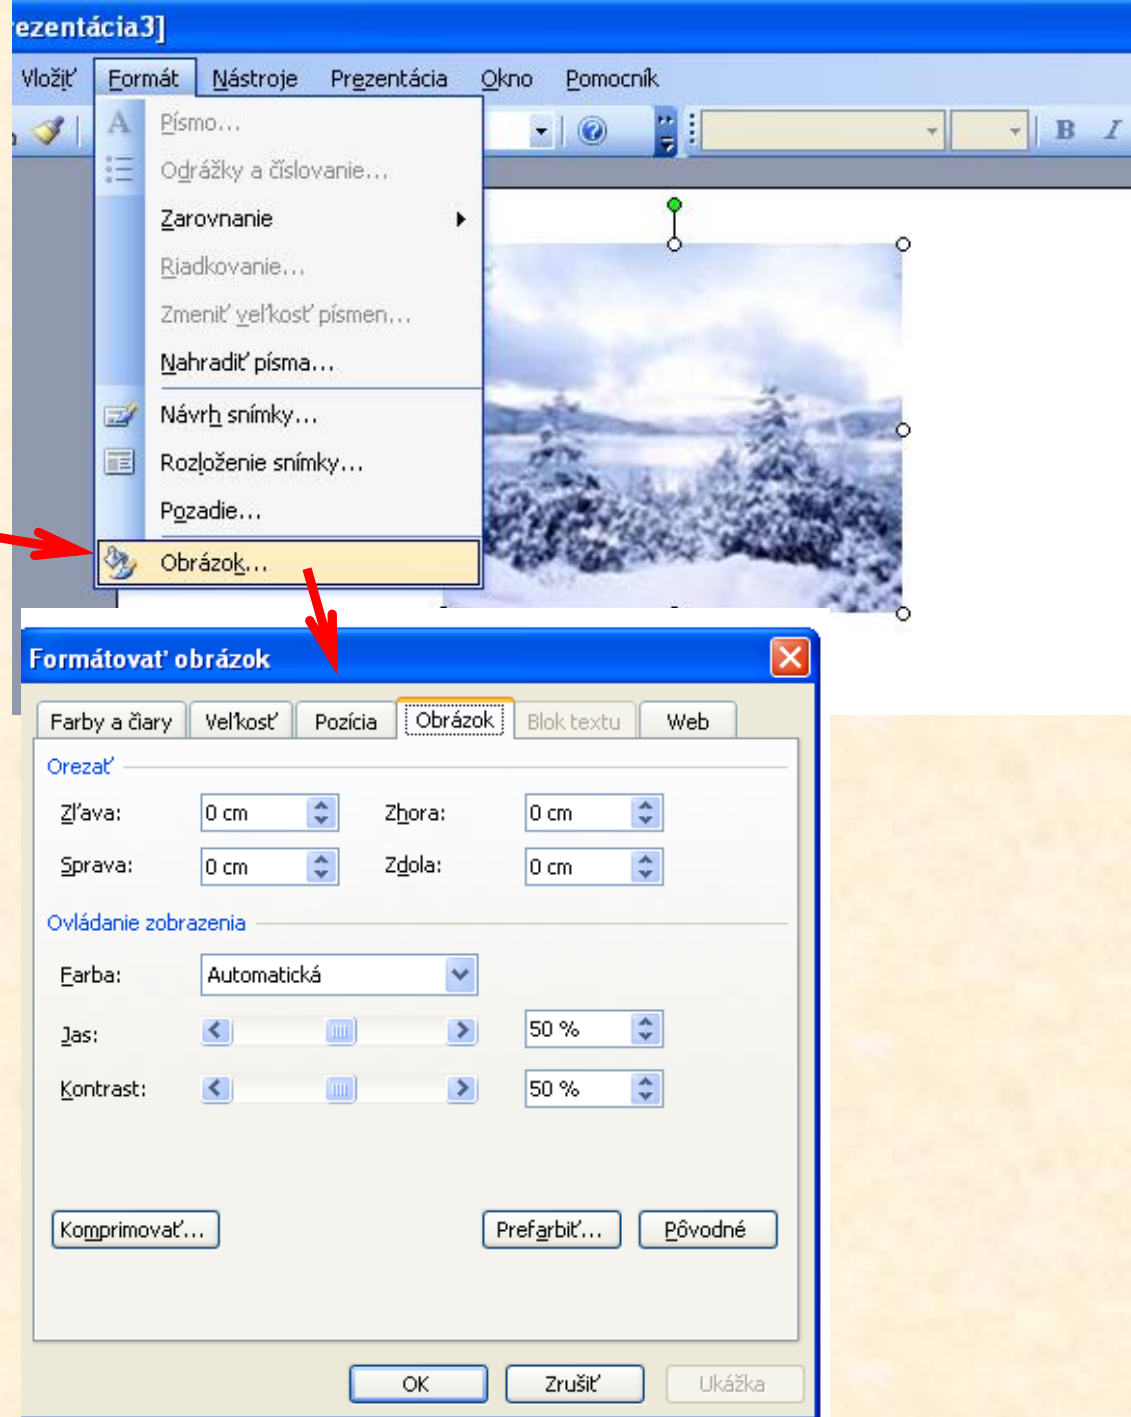 ezentácia3]
Vložiť Formát Nástroje Prezentácia Okno Pomocník
A Písmo... B I
Odrážky a číslovanie...
Zarovnanie
Riadkovanie...
Zmeniť veľkosť písmen...
Nahradiť písma...
Návrh snímky...
Rozloženie snímky...
Pozadie...
Obrázok...
Formátovať obrázok
Farby a čiary Veľkosť Pozícia Obrázok Blok textu Web
Orezať
Zľava: 0 cm Zhora: 0 cm
Sprava: 0 cm Zdola: 0 cm
Ovládanie zobrazenia
Farba: Automatická
Jas: 50 %
Kontrast: 50 %
Komprimovať... Prefarbiť... Pôvodné
OK Zrušiť Ukážka